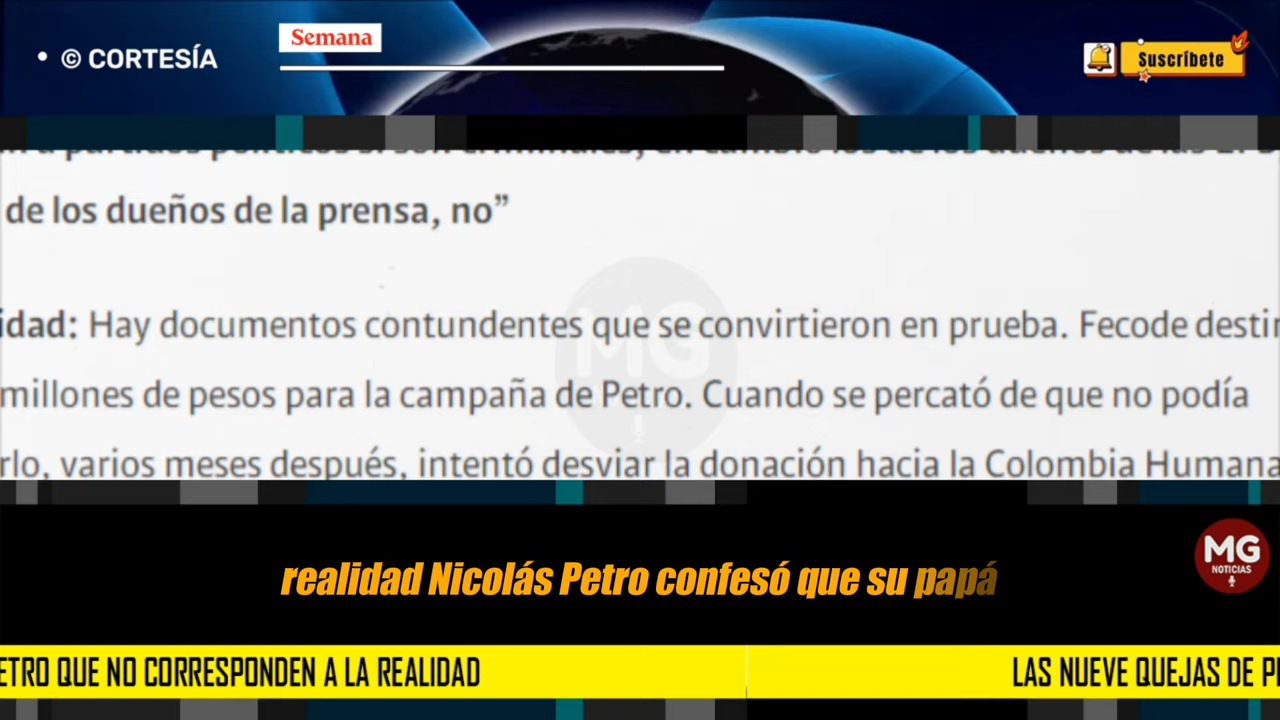 • © CORTESÍA
Semana
Suscríbete
de los dueños de la prensa, no”
idad: Hay documentos contundentes que se convirtieron en prueba. Fecode destin
millones de pesos para la campaña de Petro. Cuando se percató de que no podía
rlo, varios meses después, intentó desviar la donación hacia la Colombia Humana
MG
realidad Nicolás Petro confesó que su papá
MG
NOTICIAS
ETRO QUE NO CORRESPONDEN A LA REALIDAD
LAS NUEVE QUEJAS DE PE